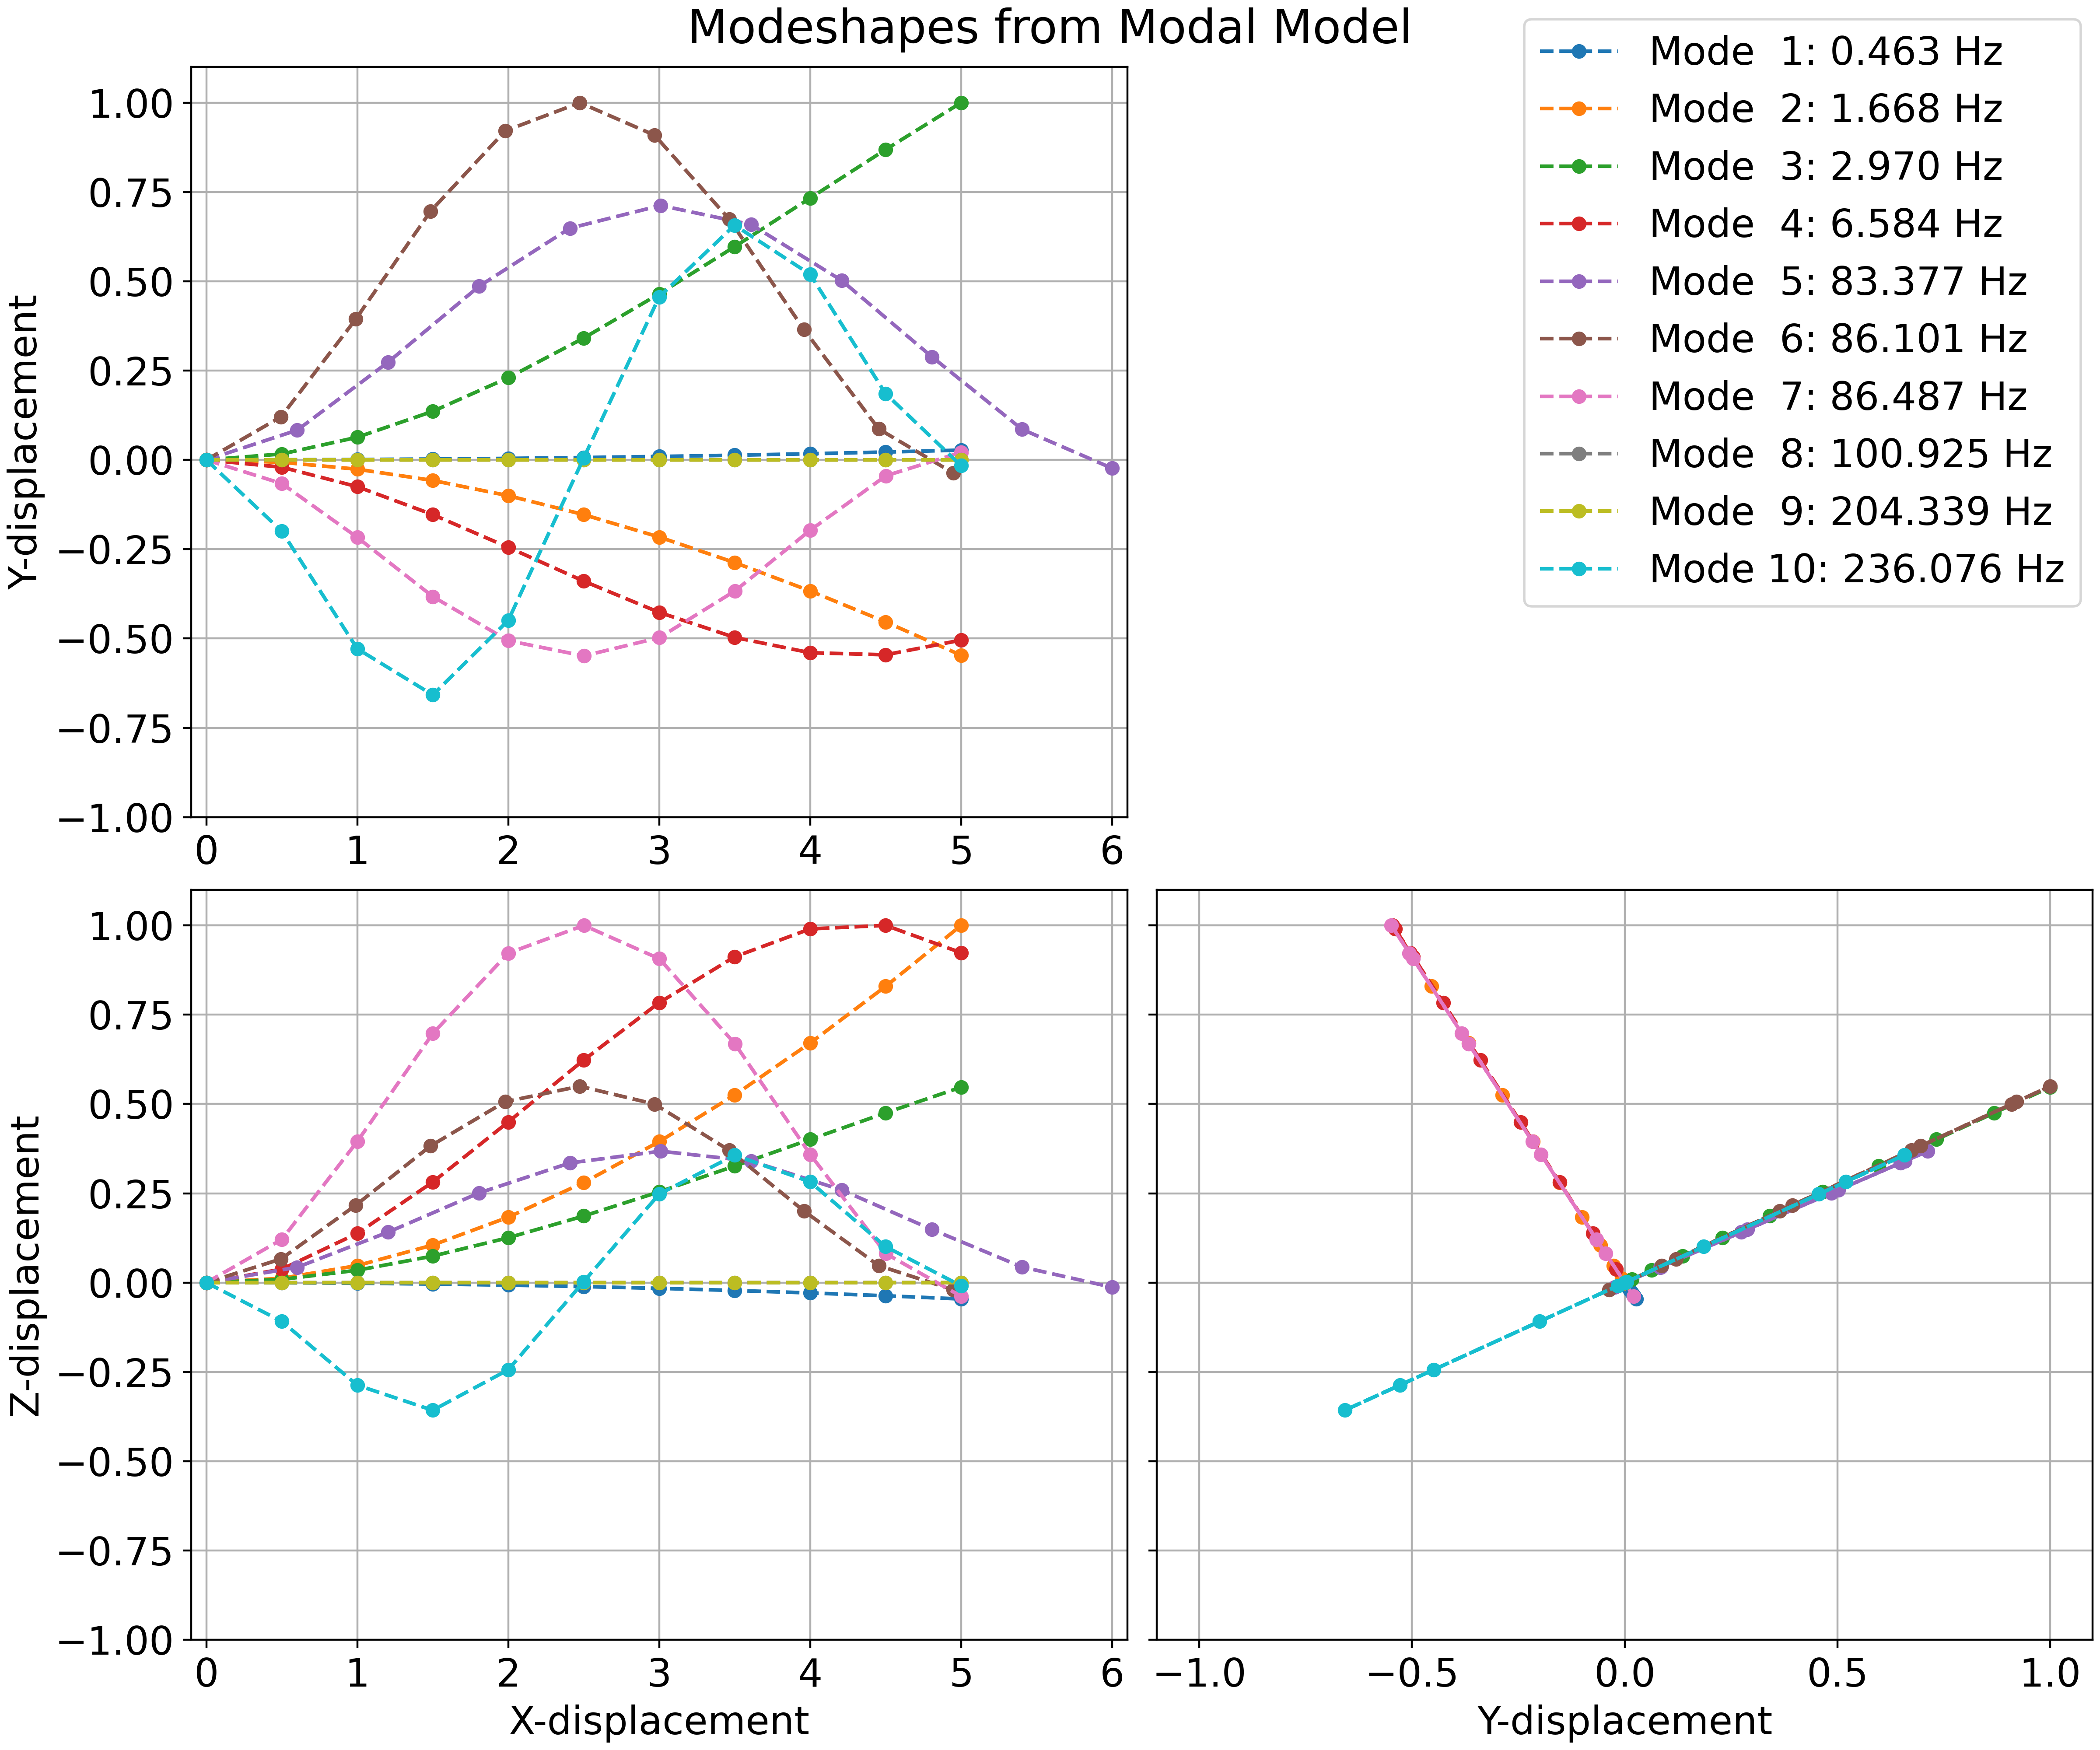 Modeshapes from Modal Model
Mode 1: 0.463 Hz
Mode 2: 1.668 Hz
Mode 3: 2.970 Hz
Mode 4: 6.584 Hz
Mode 5: 83.377 Hz
Mode 6: 86.101 Hz
Mode 7: 86.487 Hz
Mode 8: 100.925 Hz
Mode 9: 204.339 Hz
Mode 10: 236.076 Hz
Y-displacement
1.00
0.75
0.50
0.25
0.00
−0.25
−0.50
−0.75
−1.00
0 1 2 3 4 5 6
Z-displacement
1.00
0.75
0.50
0.25
0.00
−0.25
−0.50
−0.75
−1.00
0 1 2 3 4 5 6
X-displacement
−1.0 −0.5 0.0 0.5 1.0
Y-displacement